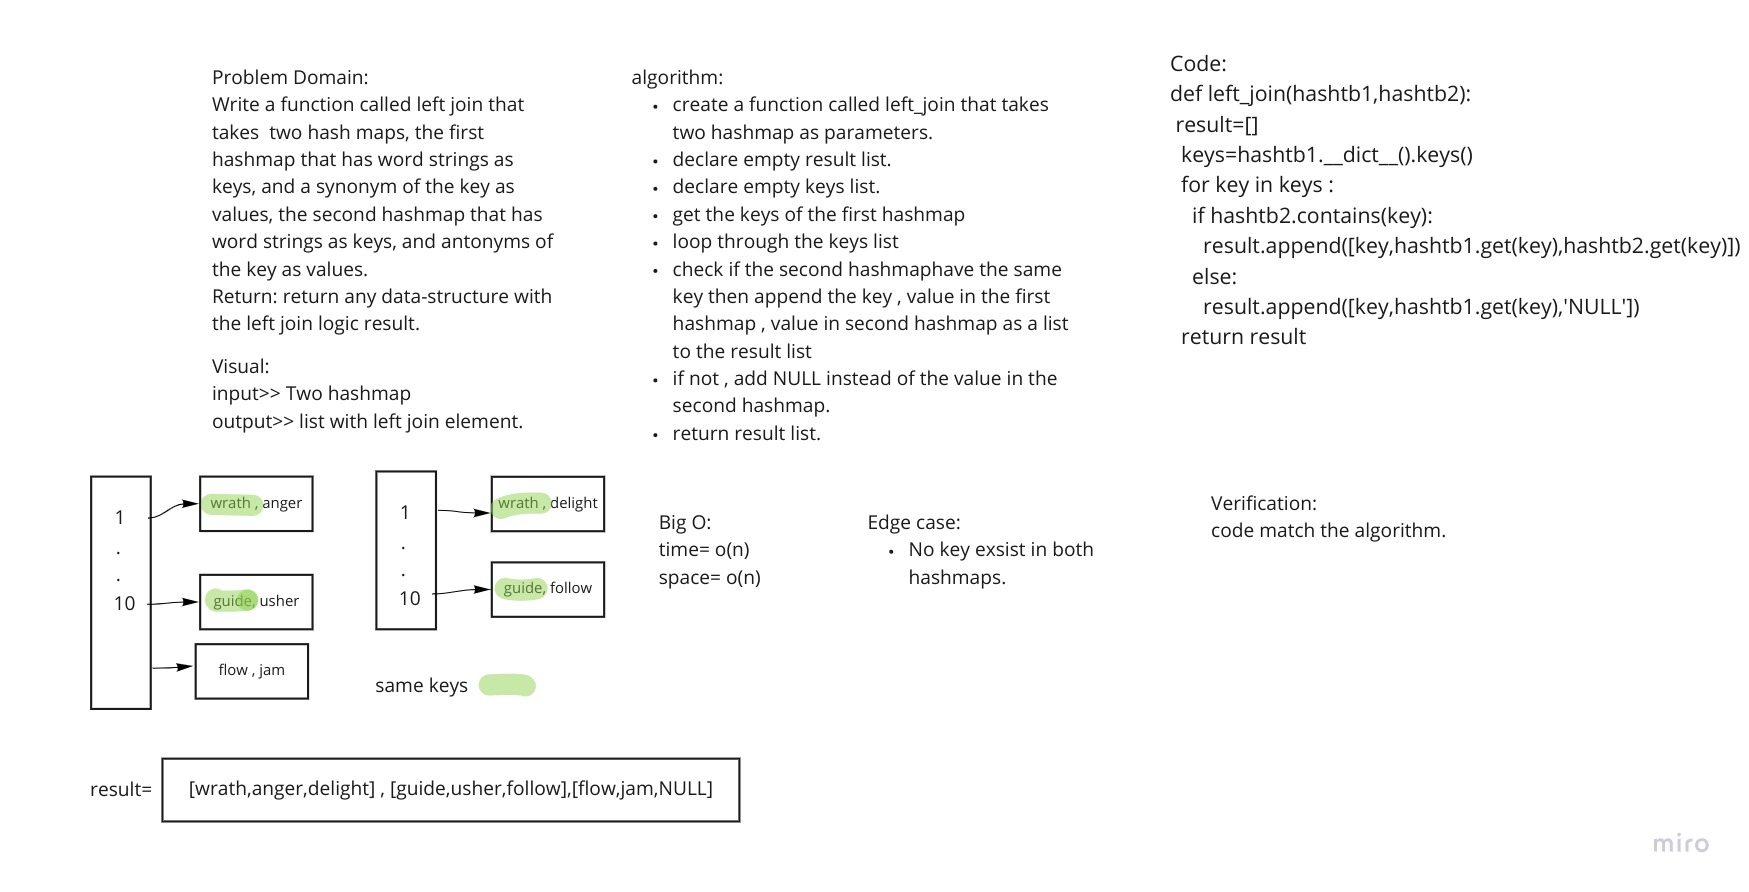 Problem Domain:
Write a function called left join that
takes  two hash maps, the first
hashmap that has word strings as
keys, and a synonym of the key as
values, the second hashmap that has
word strings as keys, and antonyms of
the key as values.
Return: return any data-structure with
the left join logic result.
Visual:
input>> Two hashmap
output>> list with left join element.
algorithm:
• create a function called left_join that takes
two hashmap as parameters.
• declare empty result list.
• declare empty keys list.
• get the keys of the first hashmap
• loop through the keys list
• check if the second hashmaphave the same
key then append the key , value in the first
hashmap , value in second hashmap as a list
to the result list
• if not , add NULL instead of the value in the
second hashmap.
• return result list.
Code:
def left_join(hashtb1,hashtb2):
result=[]
keys=hashtb1.__dict__().keys()
for key in keys :
if hashtb2.contains(key):
result.append([key,hashtb1.get(key),hashtb2.get(key)])
else:
result.append([key,hashtb1.get(key),'NULL'])
return result
1
.
.
10
wrath , anger
guide, usher
flow , jam
1
.
.
10
wrath , delight
guide, follow
same keys
Big O:
time= o(n)
space= o(n)
Edge case:
• No key exsist in both
hashmaps.
Verification:
code match the algorithm.
result=
[wrath,anger,delight] , [guide,usher,follow],[flow,jam,NULL]
miro